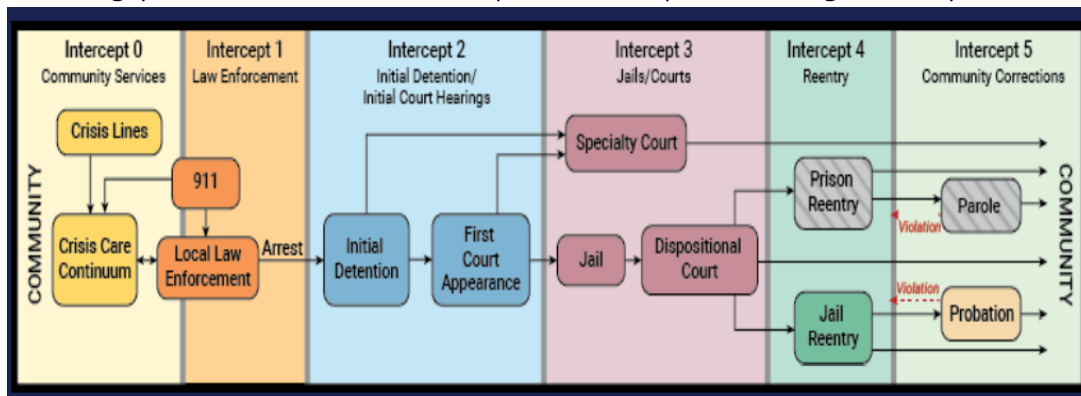 Intercept 0
Community Services
Intercept 1
Law Enforcement
Intercept 2
Initial Detention/
Initial Court Hearings
Intercept 3
Jails/Courts
Intercept 4
Reentry
Intercept 5
Community Corrections
COMMUNITY
Crisis Lines
911
Crisis Care
Continuum
Local Law
Enforcement
Arrest
Initial
Detention
First
Court
Appearance
Specialty Court
Jail
Dispositional
Court
Prison
Reentry
Violation
Parole
Jail
Reentry
Violation
Probation
COMMUNITY